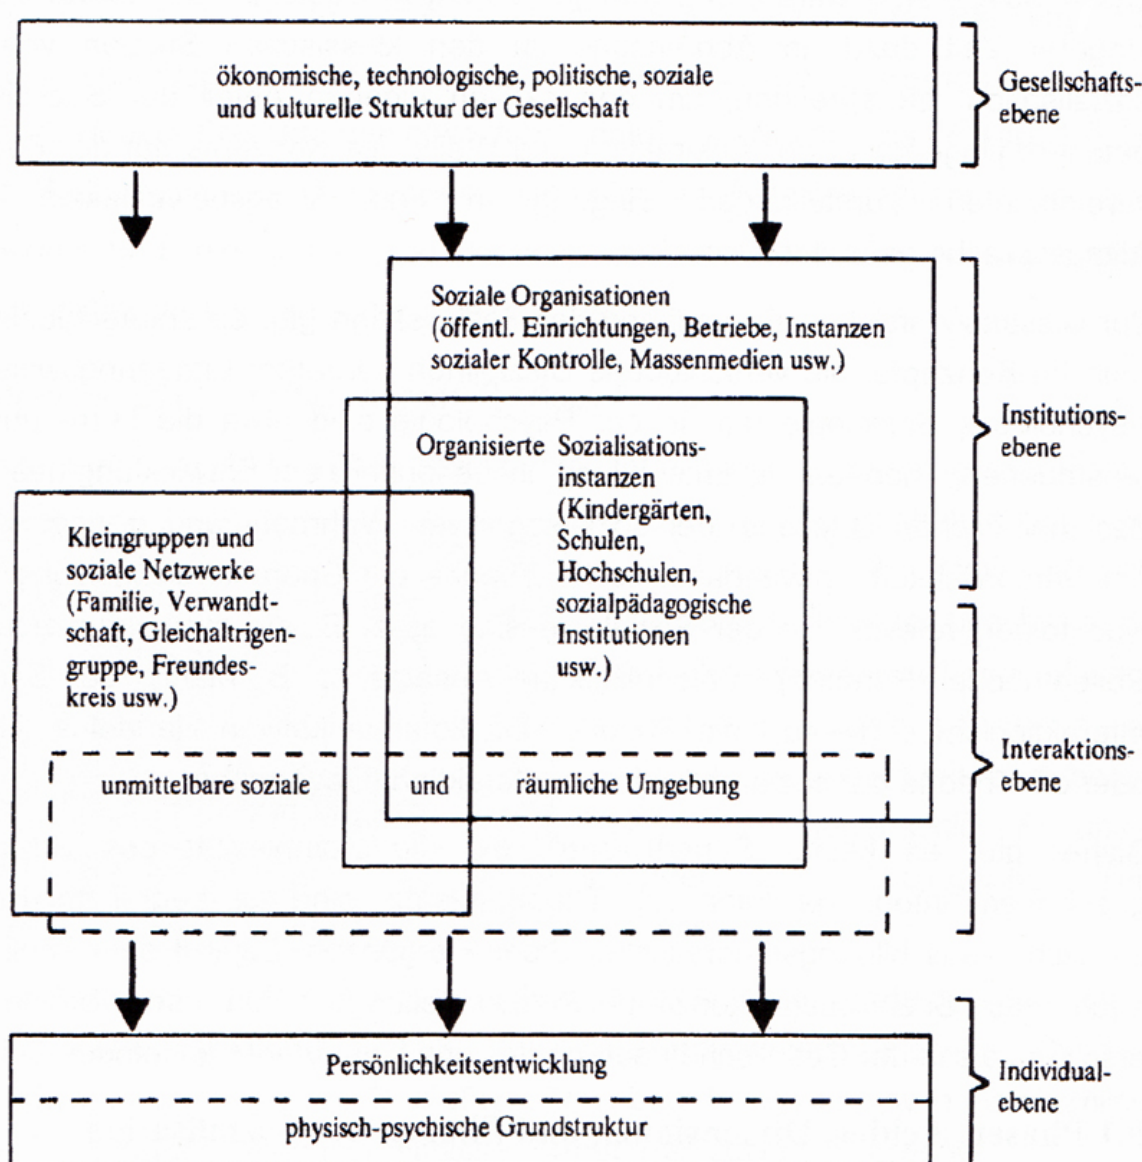 ökonomische, technologische, politische, soziale
und kulturelle Struktur der Gesellschaft
Gesellschafts-
ebene
Soziale Organisationen
(öffentl. Einrichtungen, Betriebe, Instanzen
sozialer Kontrolle, Massenmedien usw.)
Institutions-
ebene
Organisierte Sozialisations-
instanzen
(Kindergärten,
Schulen,
Hochschulen,
sozialpädagogische
Institutionen
usw.)
Kleingruppen und
soziale Netzwerke
(Familie, Verwandt-
schaft, Gleichaltrigen-
gruppe, Freundes-
kreis usw.)
unmittelbare soziale und räumliche Umgebung
Interaktions-
ebene
Persönlichkeitsentwicklung
physisch-psychische Grundstruktur
Individual-
ebene